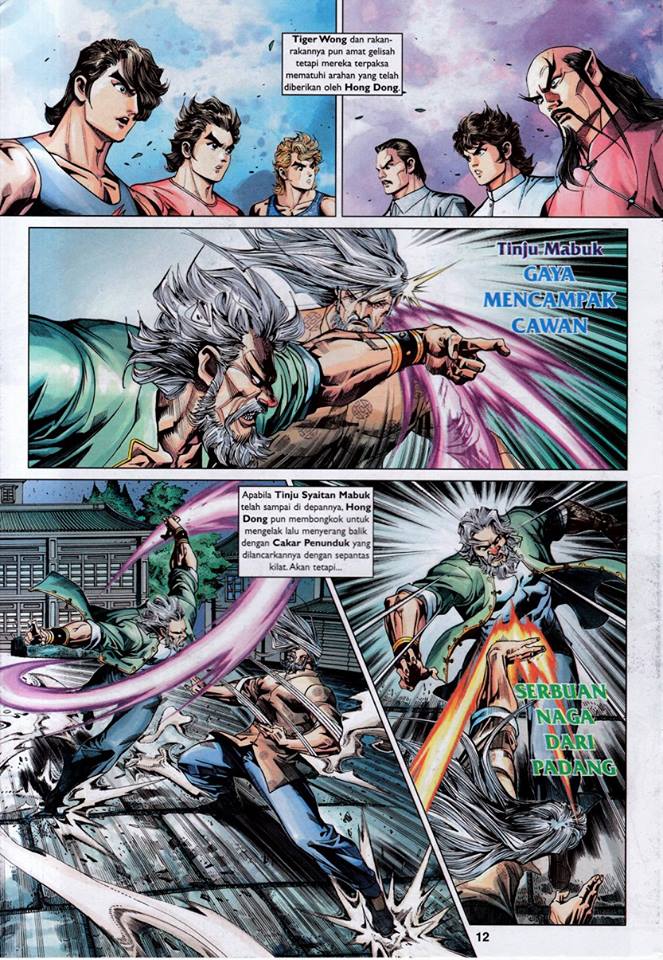 Tiger Wong dan rakan-
rakannya pun amat gelisah
tetapi mereka terpaksa
mematuhi arahan yang telah
diberikan oleh Hong Dong.
Tinju Mabuk
GAYA
MENCAMPAK
CAWAN
Apabila Tinju Syaitan Mabuk
telah sampai di depannya, Hong
Dong pun membongkok untuk
mengelak lalu menyerang balik
dengan Cakar Penunduk yang
dilancarkannya dengan sepantas
kilat. Akan tetapi...
SERBUAN
NAGA
DARI
PADANG
12